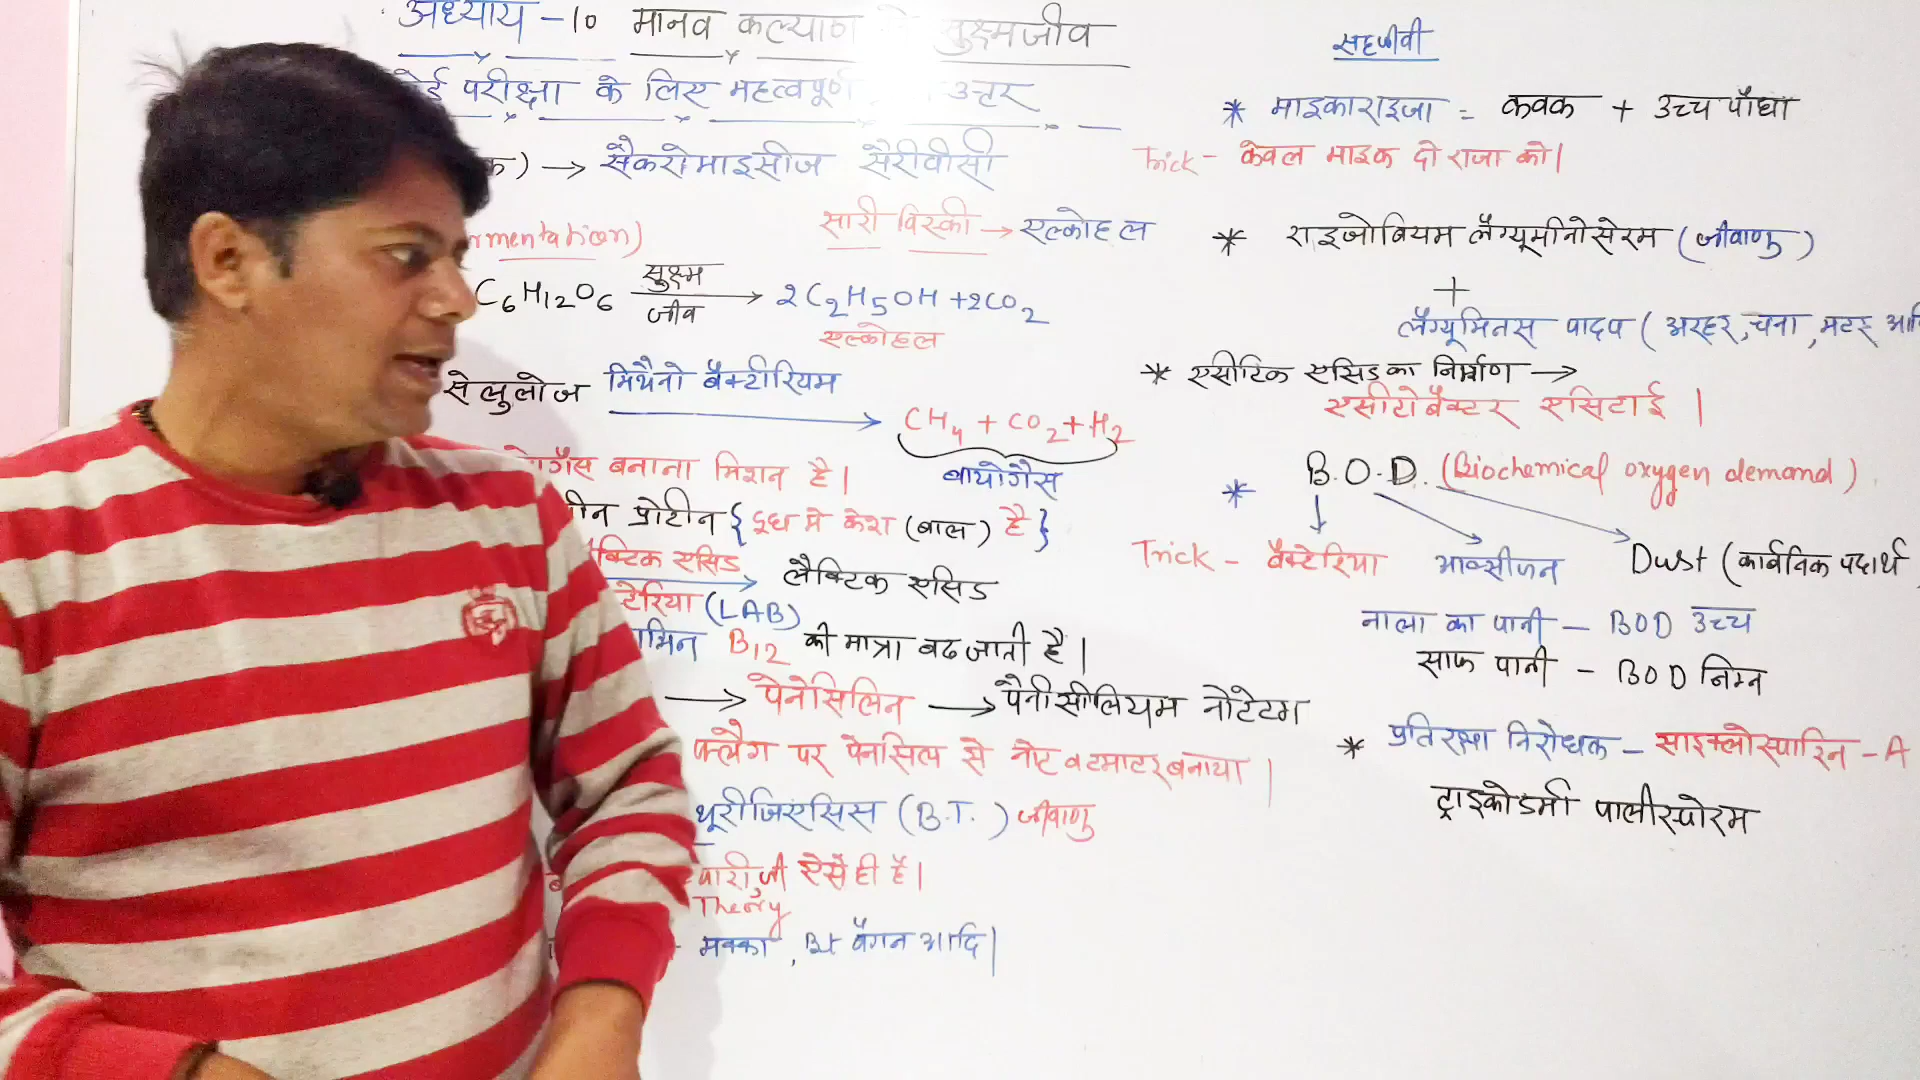 अध्याय -10 मानव कल्याण सुक्ष्मजीव
परीक्षा के लिए महत्वपूर्ण उत्तर
क) → सैकरोमाइसीज सैरीवीसी
rmentation)
सारी विस्की → एल्कोहल
C6H12O6 सुक्ष्म जीव → 2C2H5OH + 2CO2
एल्कोहल
सेलुलोज मिथैनो बैक्टीरियम → CH4 + CO2 + H2
गैस बनाना मिशन है। बायोगैस
प्रोटीन { दुध मे केश (बाल) है }
क्टिक एसिड → लैक्टिक एसिड
टेरिया (LAB)
मिन B12 की मात्रा बढ जाती है।
→ पेनेसिलिन → पैनीसीलियम नोटेटम
फ्लैग पर पेनसिल से नोट वटमाटर बनाया।
थूरीजिएंसिस (B.T.) जीवाणु
ऐसे ही है।
Theory
मक्का, Bt बैंगन आदि।
सहजीवी
* माइकाराइजा = कवक + उच्च पौधा
Trick - केवल माइक दो राजा को।
* राइजोबियम लैग्यूमीनोसेरम (जीवाणु)
+
लैग्यूमिनस पादप (अरहर, चना, मटर
* एसीटिक एसिड का निर्माण →
एसीटोबैक्टर एसिटाई।
* B.O.D. (Biochemical oxygen demand)
Trick - बैक्टेरिया आक्सीजन Dust (कार्बनिक पदार्थ
नाला का पानी - BOD उच्च
साफ पानी - BOD निम्न
* प्रतिरक्षा निरोधक - साइक्लोस्पारिन - A
ट्राइकोडर्मा पालीस्पोरम